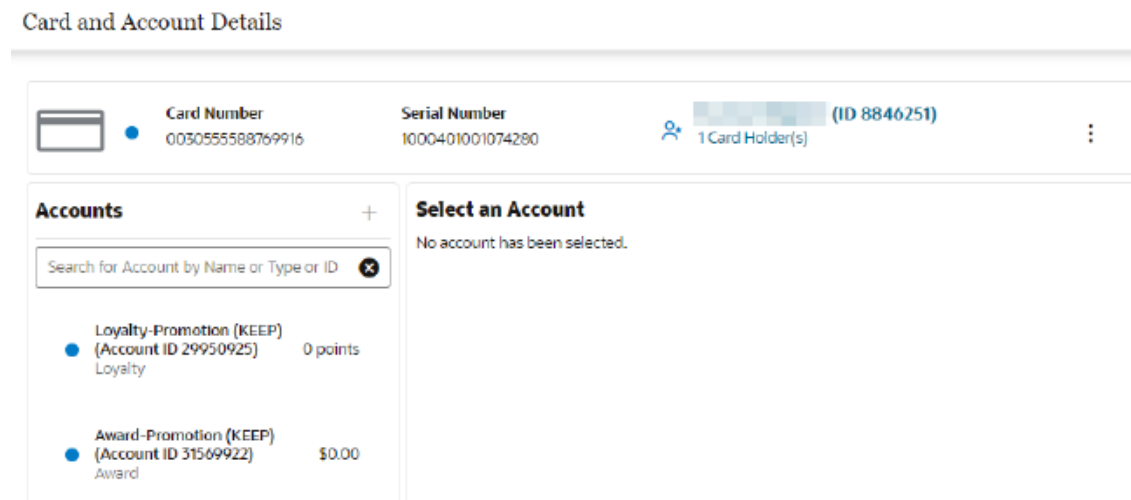 Card and Account Details
Card Number
0030555588769916
Serial Number
1000401001074280
(ID 8846251)
1 Card Holder(s)
Accounts
Search for Account by Name or Type or ID
Loyalty-Promotion (KEEP)
(Account ID 29950925) 0 points
Loyalty
Award-Promotion (KEEP)
(Account ID 31569922) $0.00
Award
Select an Account
No account has been selected.